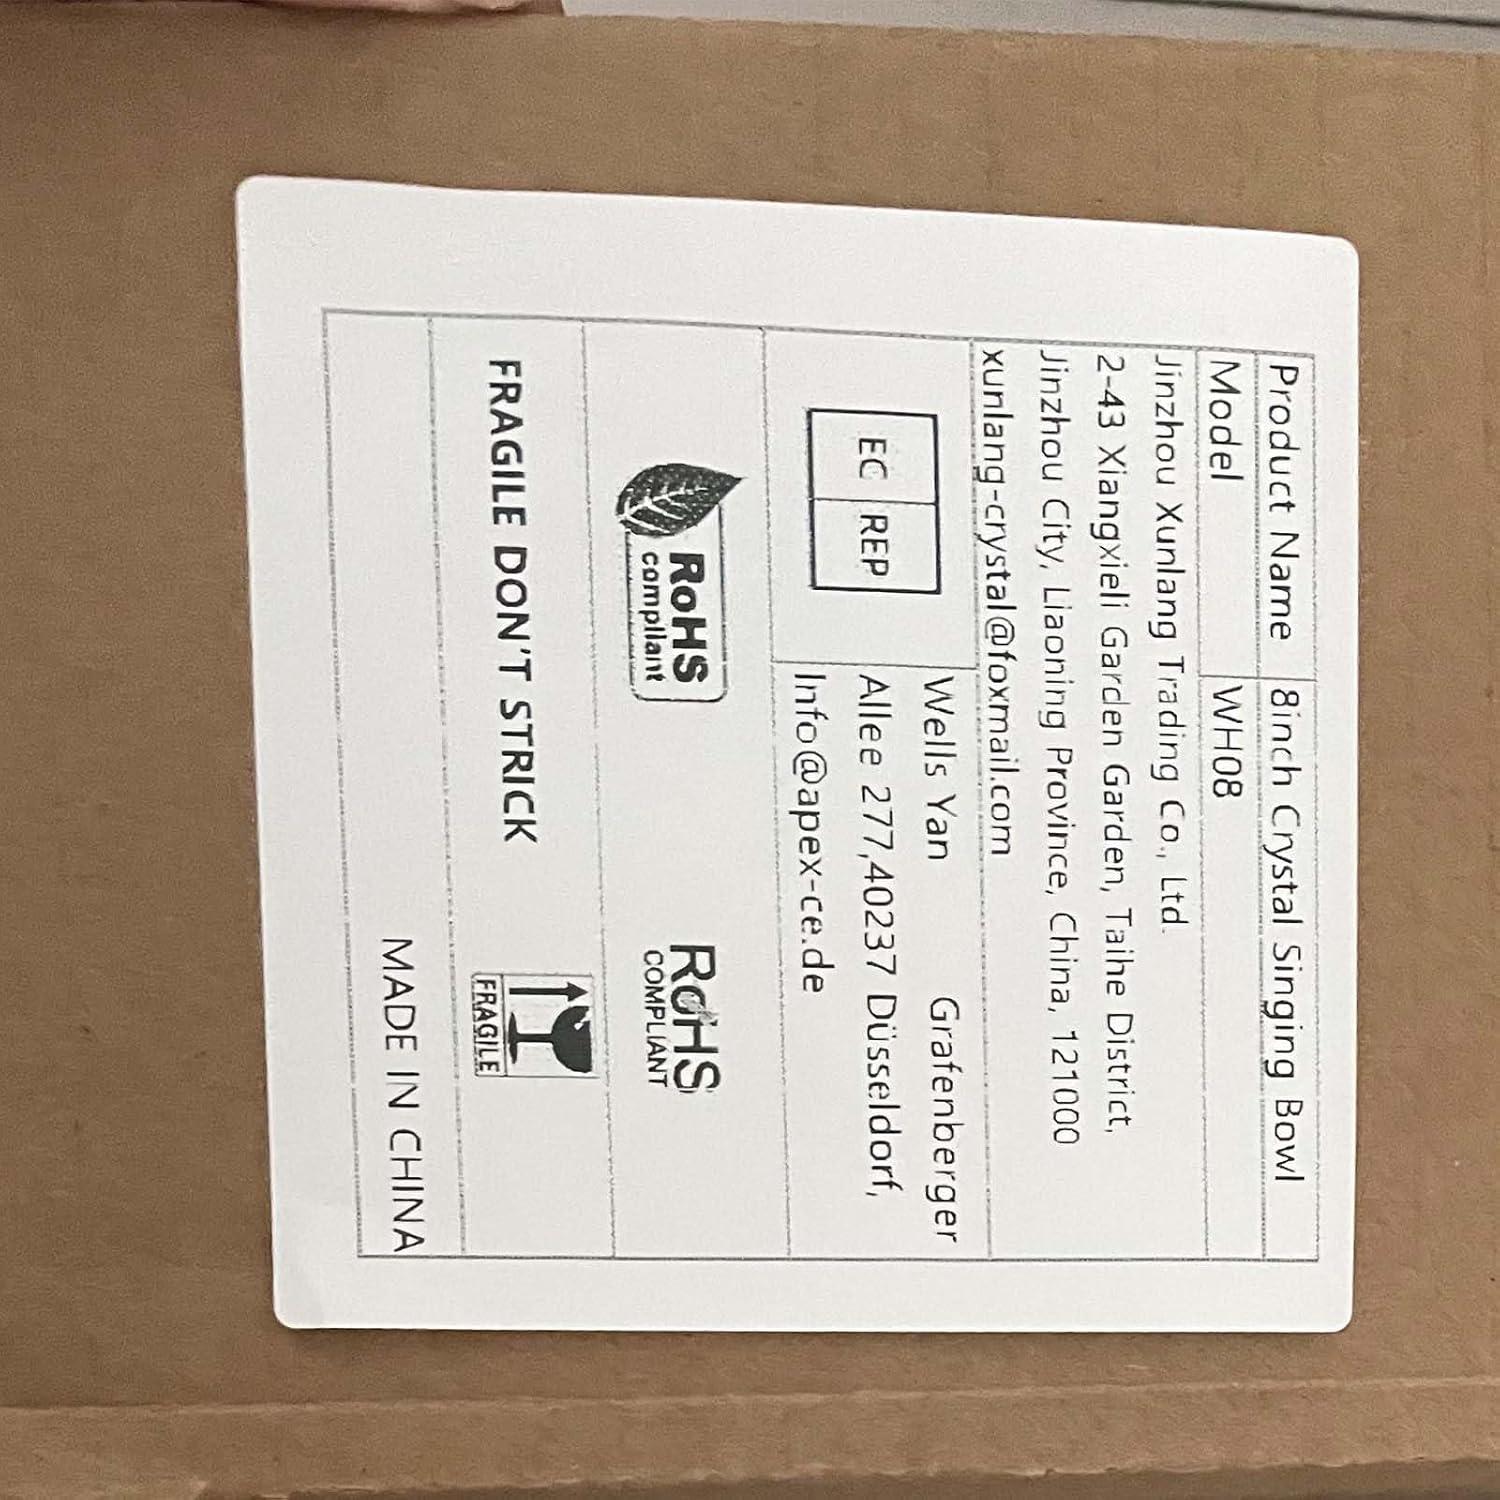 Product Name 8inch Crystal Singing Bowl
Model WH08
Jinzhou Xunlang Trading Co., Ltd.
2-43 Xiangxieli Garden Garden, Taihe District,
Jinzhou City, Liaoning Province, China, 121000
xunlang-crystal@foxmail.com
EC REP
Wells Yan Grafenberger
Allee 277,40237 Düsseldorf,
Info@apex-ce.de
RoHS
compliant
RoHS
COMPLIANT
FRAGILE DON'T STRICK
FRAGILE
MADE IN CHINA